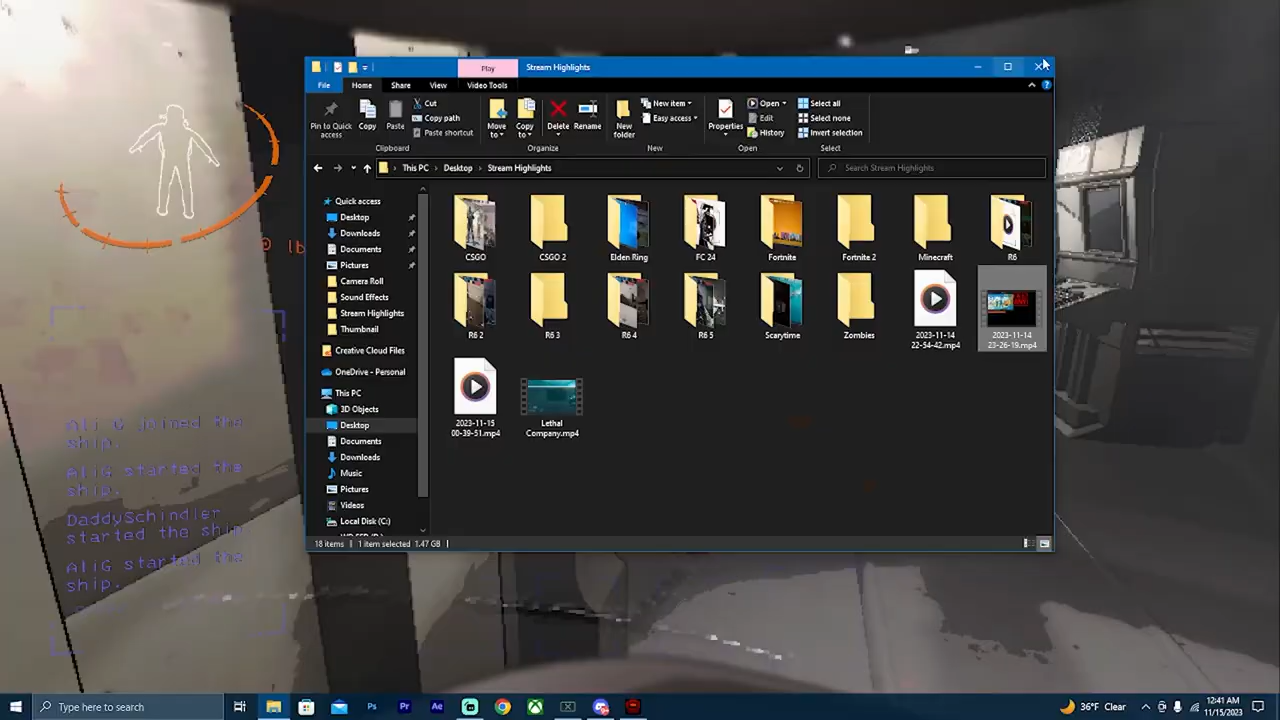 Play
Stream Highlights
File
Home
Share
View
Video Tools
Pin to Quick
access
Copy
Paste
Cut
Copy path
Paste shortcut
Move
to
Copy
to
Delete
Rename
New
folder
New item
Easy access
Properties
Open
Edit
History
Select all
Select none
Invert selection
Clipboard
Organize
New
Open
Select
This PC
Desktop
Stream Highlights
Search Stream Highlights
Quick access
Desktop
Downloads
Documents
Pictures
Camera Roll
Sound Effects
Stream Highlights
Thumbnail
Creative Cloud Files
OneDrive - Personal
This PC
3D Objects
Desktop
Documents
Downloads
Music
Pictures
Videos
Local Disk (C:)
CSGO
CSGO 2
Elden Ring
FC 24
Fortnite
Fortnite 2
Minecraft
R6
R6 2
R6 3
R6 4
R6 5
Scarytime
Zombies
2023-11-14
22-54-42.mp4
2023-11-14
23-26-19.mp4
2023-11-15
00-39-51.mp4
Lethal
Company.mp4
18 items
1 item selected 1.47 GB
Ali G joined the
ship.
AliG started the
ship.
DaddySchindler
started the ship
AliG started the
ship.
Type here to search
Ps
Pr
Ae
36°F Clear
12:41 AM
11/15/2023